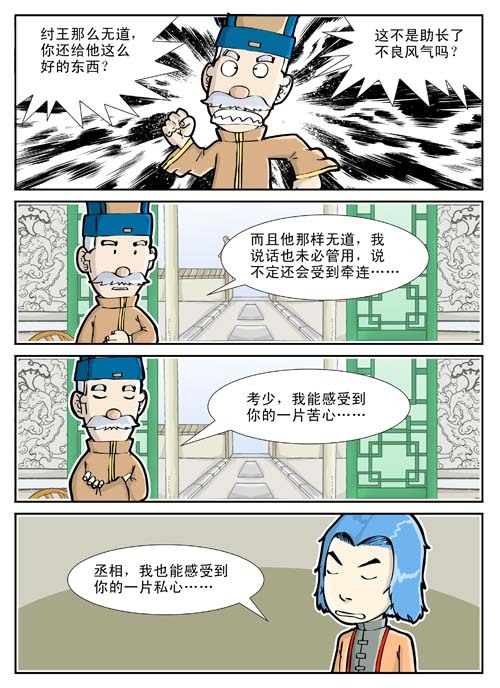 纣王那么无道，
你还给他这么
好的东西？
这不是助长了
不良风气吗？
而且他那样无道，我
说话也未必管用，说
不定还会受到牵连……
考少，我能感受到
你的一片苦心……
丞相，我也能感受到
你的一片私心……